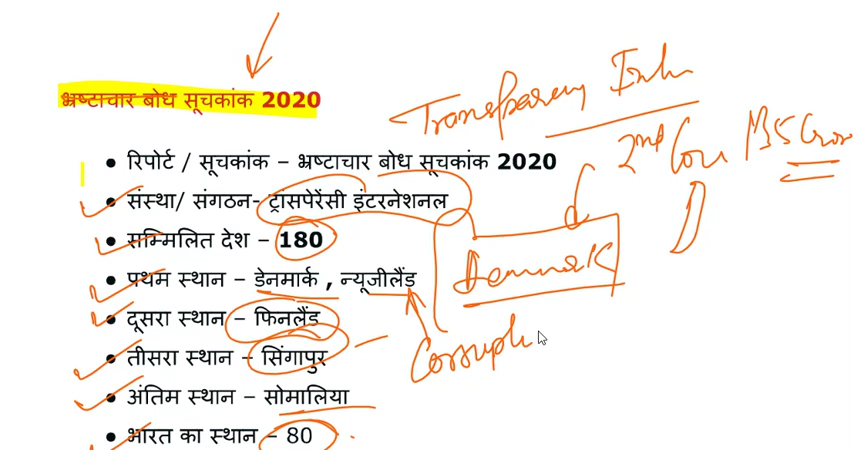 भ्रष्टाचार बोध सूचकांक 2020
Transparency
2nd
• रिपोर्ट / सूचकांक – भ्रष्टाचार बोध सूचकांक 2020
• संस्था/ संगठन- ट्रांसपेरेंसी इंटरनेशनल
• सम्मिलित देश – 180
• प्रथम स्थान – डेनमार्क , न्यूजीलैंड
Denmark
• दूसरा स्थान – फिनलैंड
• तीसरा स्थान – सिंगापुर
• अंतिम स्थान – सोमालिया
• भारत का स्थान – 80